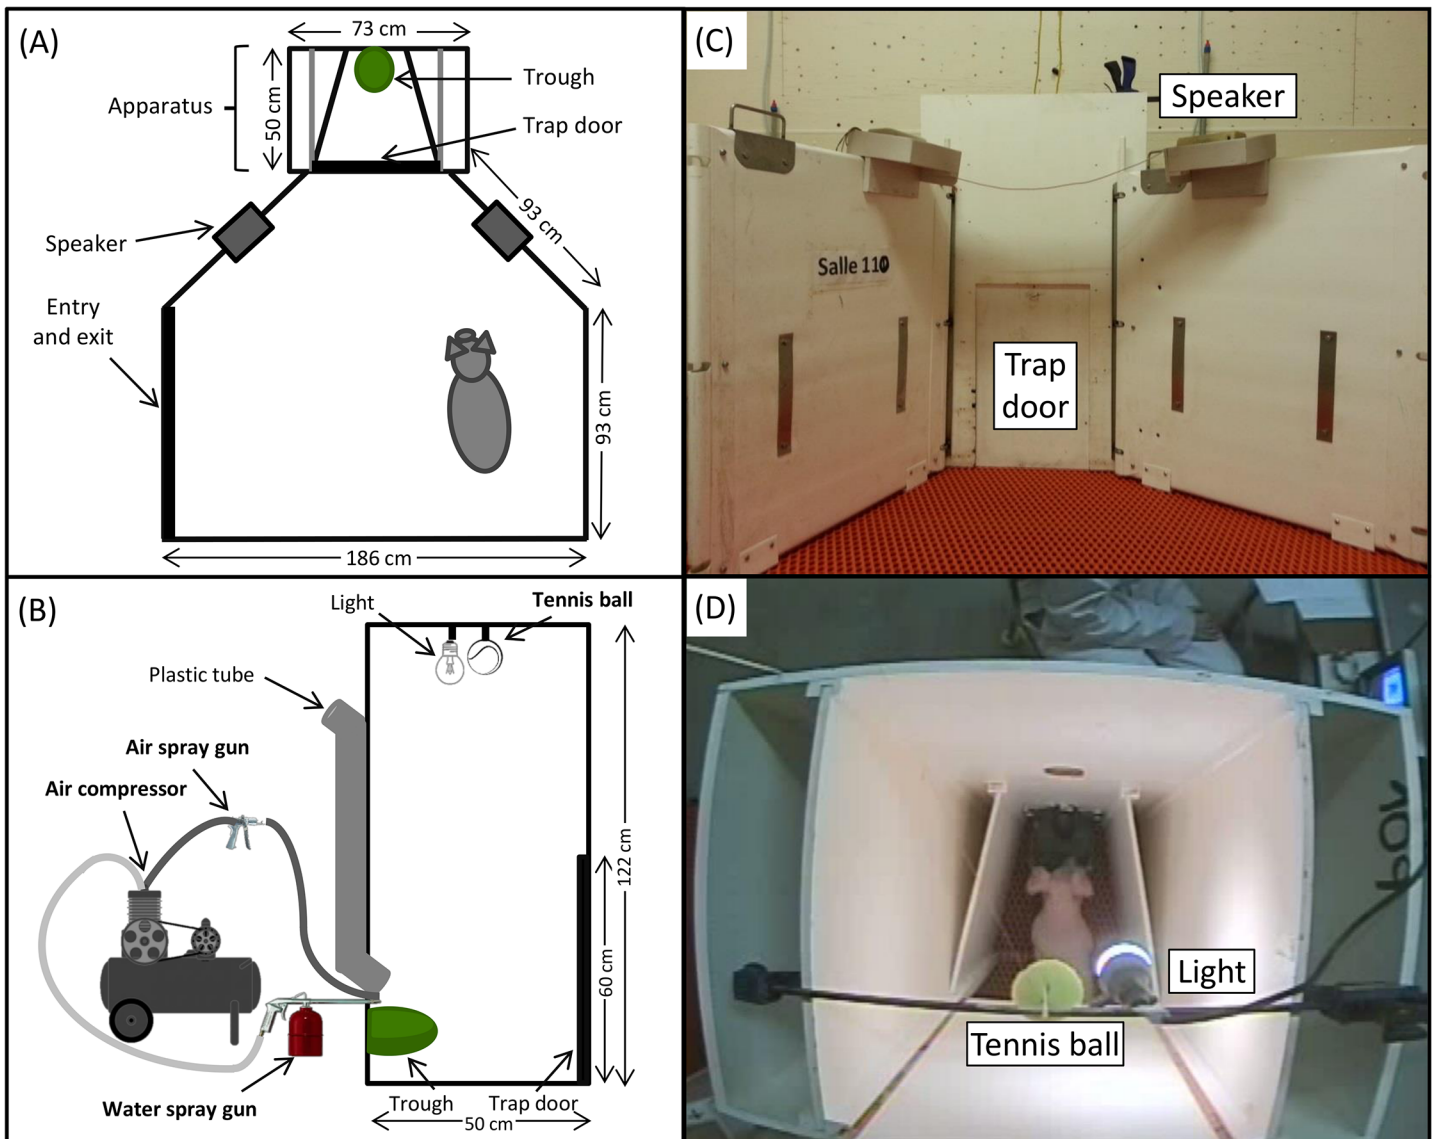 (A)
73 cm
Apparatus
50 cm
Trough
Trap door
93 cm
Speaker
Entry
and exit
93 cm
186 cm
(B)
Light
Tennis ball
Plastic tube
Air spray gun
Air compressor
122 cm
60 cm
Water spray gun
Trough
Trap door
50 cm
(C)
Speaker
Salle 110
Trap
door
(D)
Light
Tennis ball